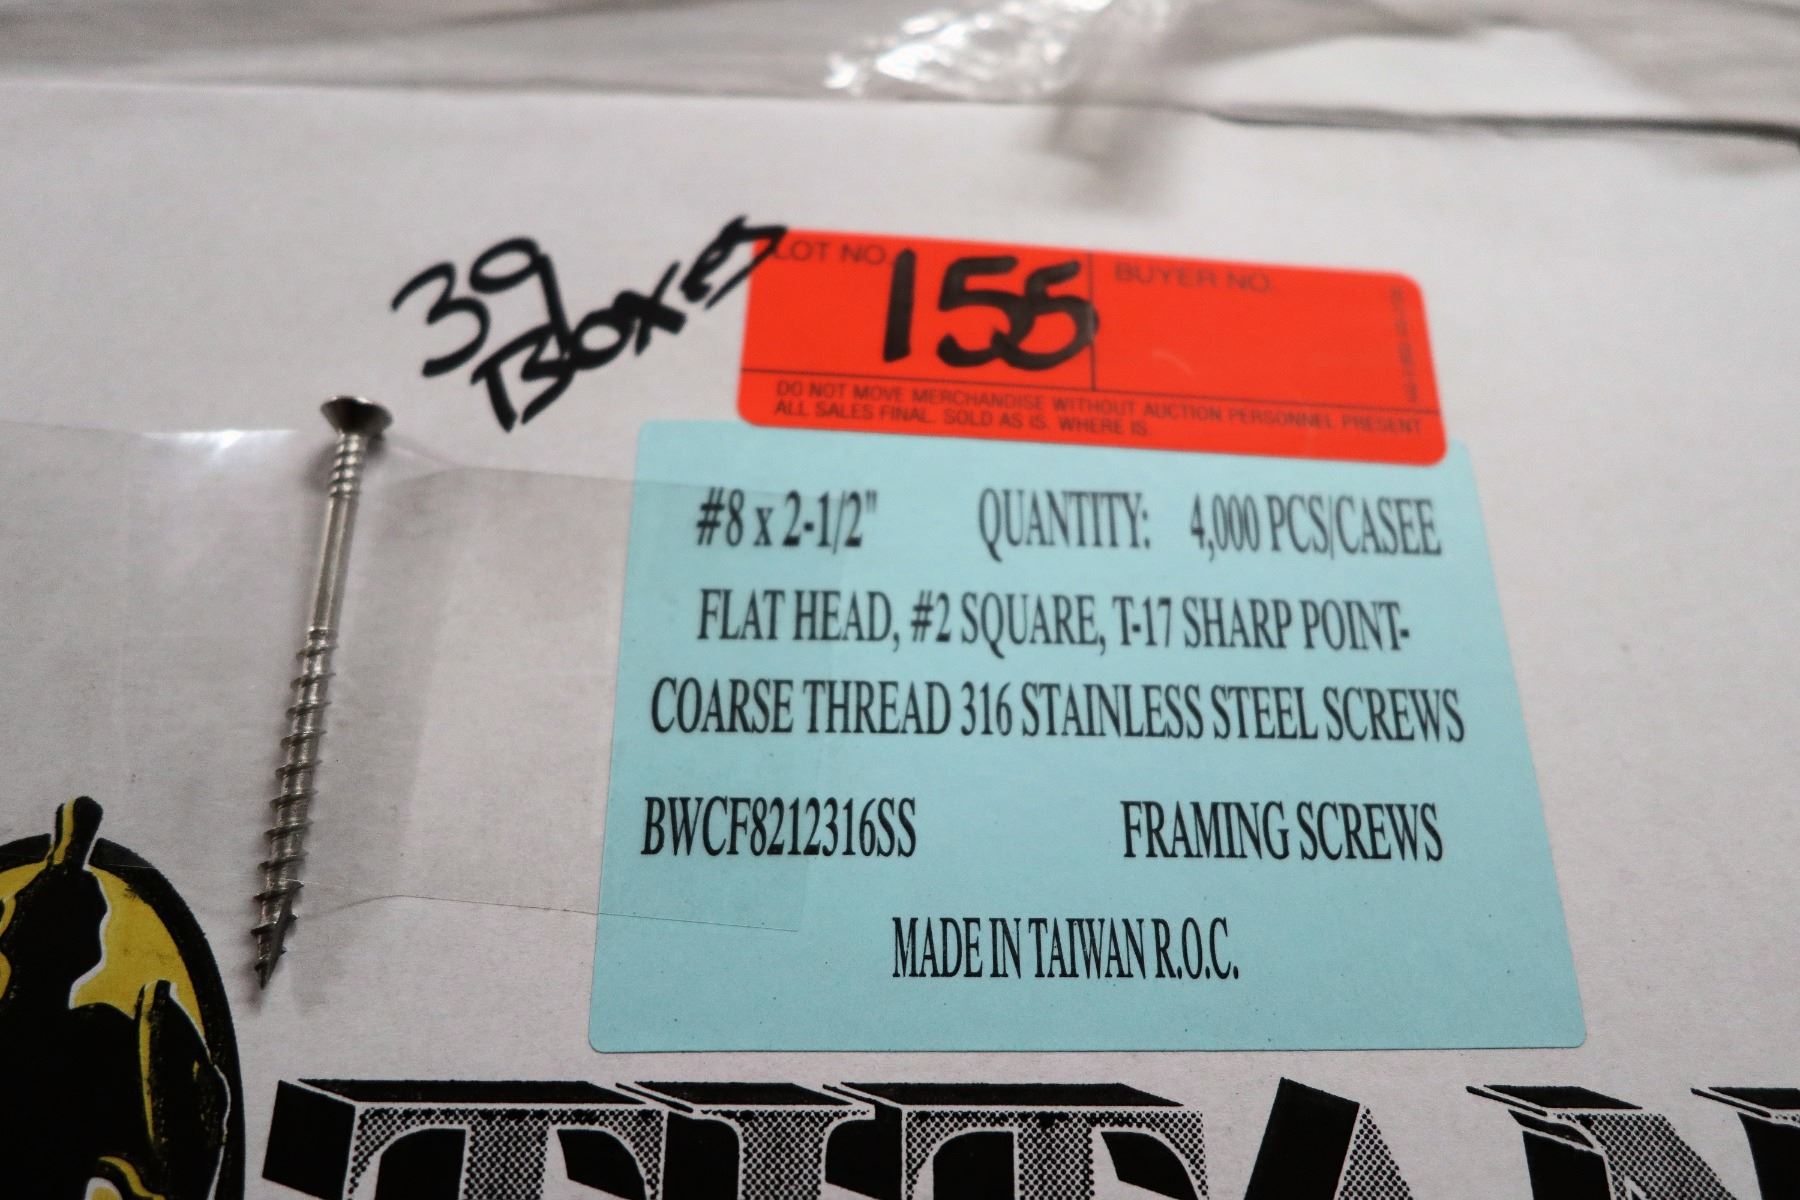 39
Boxes
LOT NO.
155
BUYER NO.
DO NOT MOVE MERCHANDISE WITHOUT AUCTION PERSONNEL PRESENT
ALL SALES FINAL. SOLD AS IS. WHERE IS.
#8 x 2-1/2" QUANTITY: 4,000 PCS/CASEE
FLAT HEAD, #2 SQUARE, T-17 SHARP POINT-
COARSE THREAD 316 STAINLESS STEEL SCREWS
BWCF8212316SS FRAMING SCREWS
MADE IN TAIWAN R.O.C.
TITAN